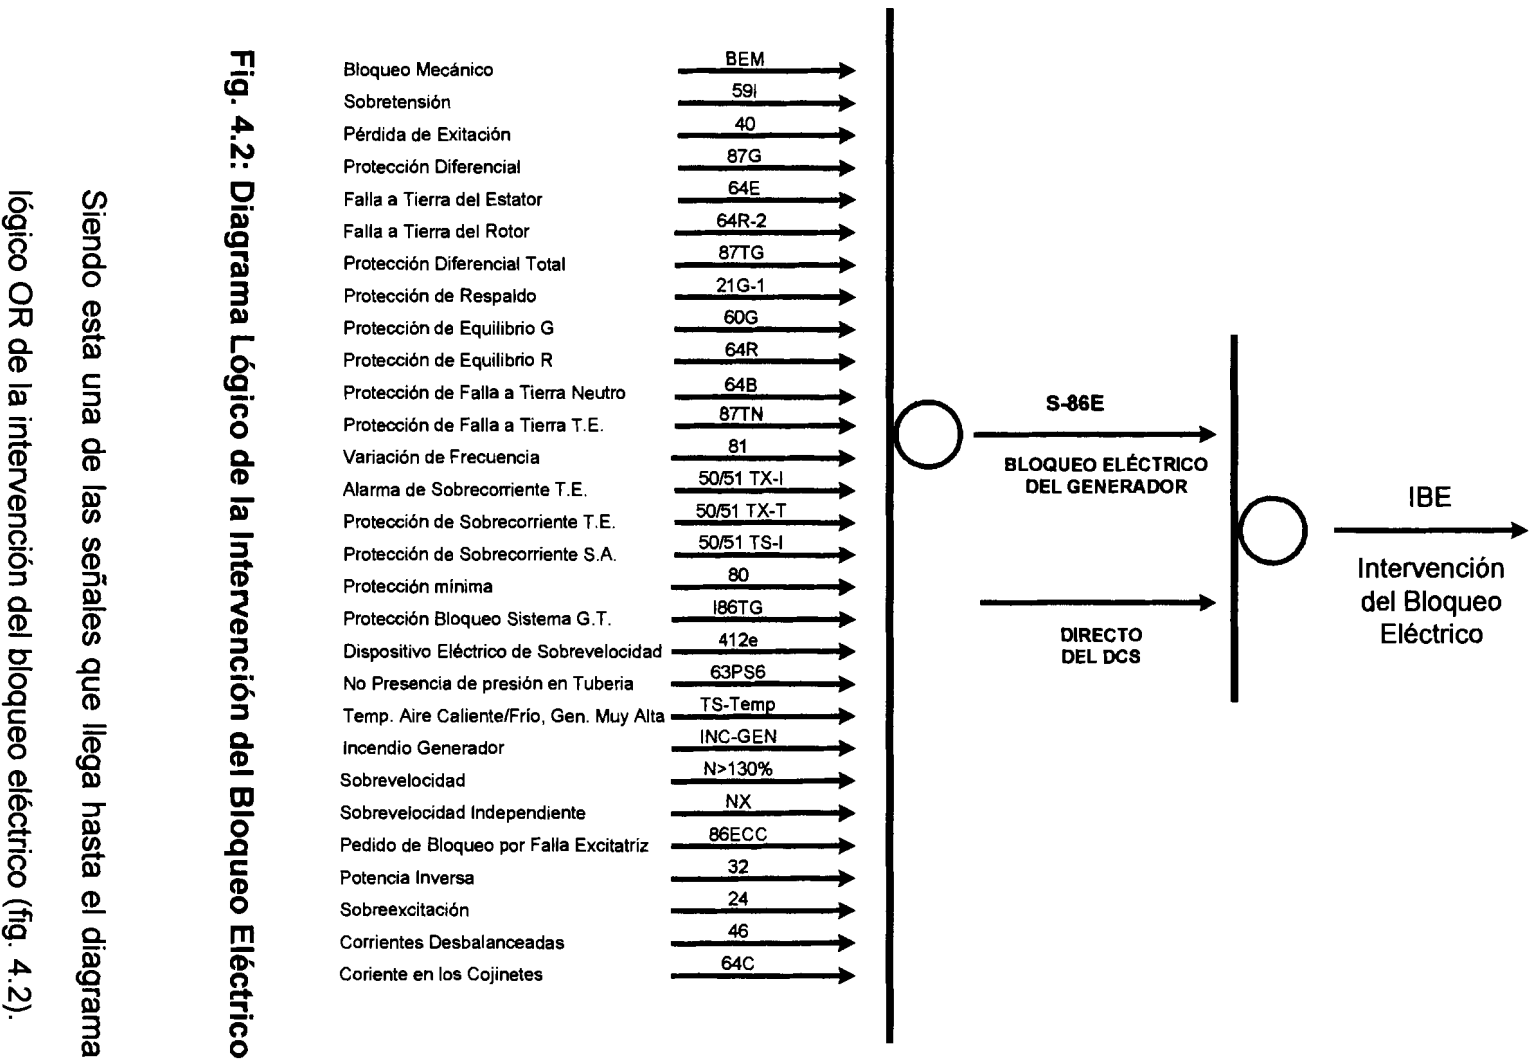 Siendo esta una de las señales que llega hasta el diagrama
lógico OR de la intervención del bloqueo eléctrico (fig. 4.2).
Fig. 4.2: Diagrama Lógico de la Intervención del Bloqueo Eléctrico
Bloqueo Mecánico BEM
Sobretensión 59I
Pérdida de Exitación 40
Protección Diferencial 87G
Falla a Tierra del Estator 64E
Falla a Tierra del Rotor 64R-2
Protección Diferencial Total 87TG
Protección de Respaldo 21G-1
Protección de Equilibrio G 60G
Protección de Equilibrio R 64R
Protección de Falla a Tierra Neutro 64B
Protección de Falla a Tierra T.E. 87TN
Variación de Frecuencia 81
Alarma de Sobrecorriente T.E. 50/51 TX-I
Protección de Sobrecorriente T.E. 50/51 TX-T
Protección de Sobrecorriente S.A. 50/51 TS-I
Protección mínima 80
Protección Bloqueo Sistema G.T. I86TG
Dispositivo Eléctrico de Sobrevelocidad 412e
No Presencia de presión en Tuberia 63PS6
Temp. Aire Caliente/Frío, Gen. Muy Alta TS-Temp
Incendio Generador INC-GEN
Sobrevelocidad N>130%
Sobrevelocidad Independiente NX
Pedido de Bloqueo por Falla Excitatríz 86ECC
Potencia Inversa 32
Sobreexcitación 24
Corrientes Desbalanceadas 46
Coriente en los Cojinetes 64C
S-86E
BLOQUEO ELÉCTRICO
DEL GENERADOR
DIRECTO
DEL DCS
IBE
Intervención
del Bloqueo
Eléctrico